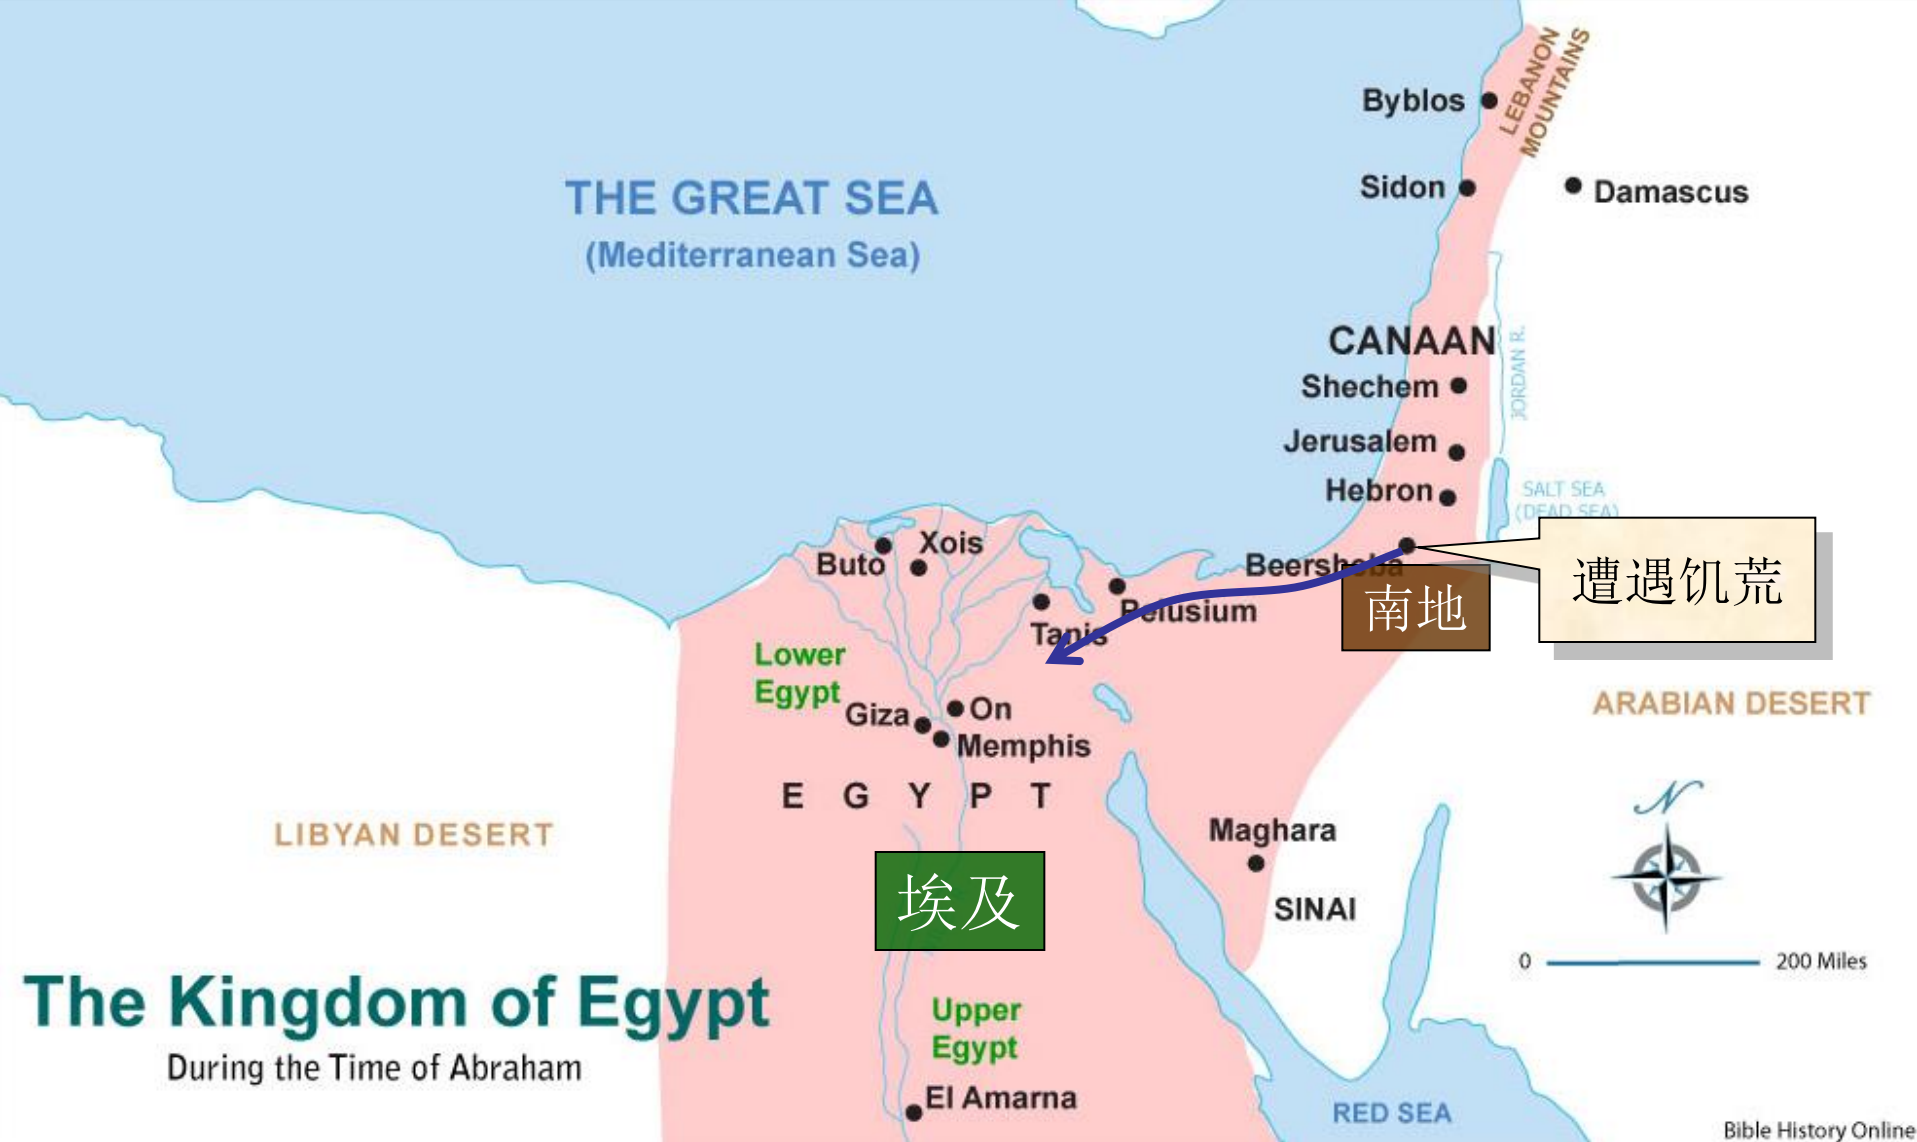 LEBANON
MOUNTAINS
Byblos
Sidon
Damascus
THE GREAT SEA
(Mediterranean Sea)
CANAAN
JORDAN R.
Shechem
Jerusalem
Hebron
SALT SEA
(DEAD SEA)
Beersheba
遭遇饥荒
南地
Xois
Buto
Pelusium
Tanis
Lower
Egypt
Giza
On
Memphis
ARABIAN DESERT
E G Y P T
LIBYAN DESERT
Maghara
SINAI
N
埃及
0
200 Miles
The Kingdom of Egypt
During the Time of Abraham
Upper
Egypt
El Amarna
RED SEA
Bible History Online